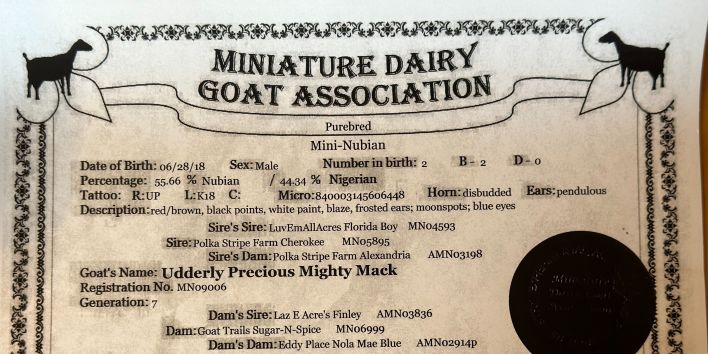 MINIATURE DAIRY
GOAT ASSOCIATION
Purebred
Mini-Nubian
Date of Birth: 06/28/18 Sex: Male Number in birth: 2 B - 2 D - 0
Percentage: 55.66 % Nubian / 44.34 % Nigerian
Tattoo: R: UP L: K18 C: Micro: 840003145606448 Horn: disbudded Ears: pendulous
Description: red/brown, black points, white paint, blaze, frosted ears; moonspots; blue eyes
Sire's Sire: LuvEmAllAcres Florida Boy MN04593
Sire: Polka Stripe Farm Cherokee MN05895
Sire's Dam: Polka Stripe Farm Alexandria AMN03198
Goat's Name: Udderly Precious Mighty Mack
Registration No. MN09006
Generation: 7
Dam's Sire: Laz E Acre's Finley AMN03836
Dam: Goat Trails Sugar-N-Spice MN06999
Dam's Dam: Eddy Place Nola Mae Blue AMN02914p